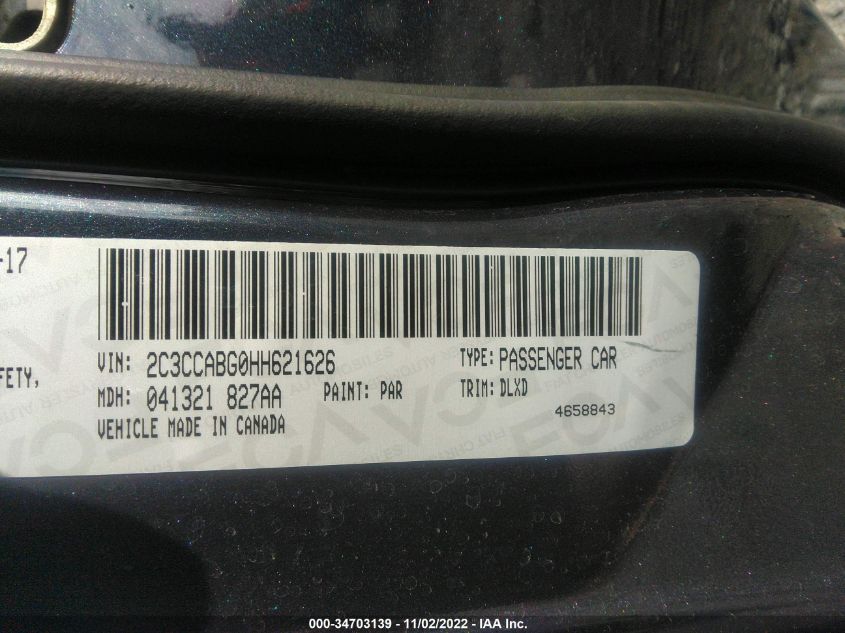 -17
VIN: 2C3CCABG0HH621626 TYPE: PASSENGER CAR
FETY,
MDH: 041321 827AA PAINT: PAR TRIM: DLXD
VEHICLE MADE IN CANADA 4658843
000-34703139 - 11/02/2022 - IAA Inc.